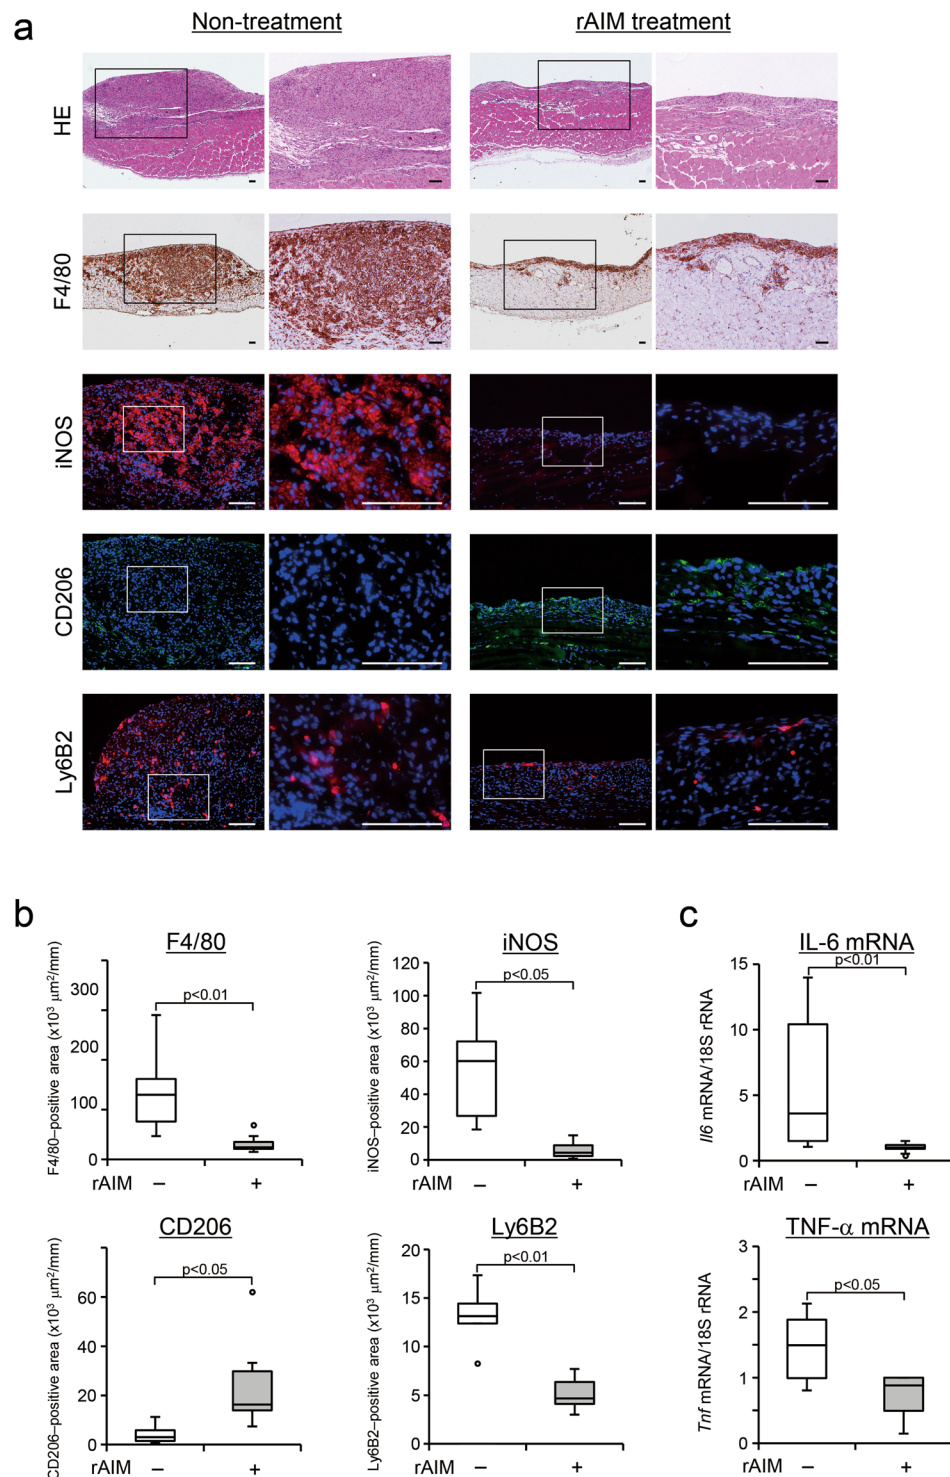 a
Non-treatment
rAIM treatment
HE
F4/80
iNOS
CD206
Ly6B2
b
F4/80
F4/80–positive area (x10³ µm²/mm)
300
200
100
0
p<0.01
rAIM – +
iNOS
iNOS–positive area (x10³ µm²/mm)
120
100
80
60
40
20
0
p<0.05
rAIM – +
c
IL-6 mRNA
Il6 mRNA/18S rRNA
15
10
5
0
p<0.01
rAIM – +
CD206
CD206–positive area (x10³ µm²/mm)
60
40
20
0
p<0.05
rAIM – +
Ly6B2
Ly6B2–positive area (x10³ µm²/mm)
20
15
10
5
0
p<0.01
rAIM – +
TNF-α mRNA
Tnf mRNA/18S rRNA
3
2
1
0
p<0.05
rAIM – +